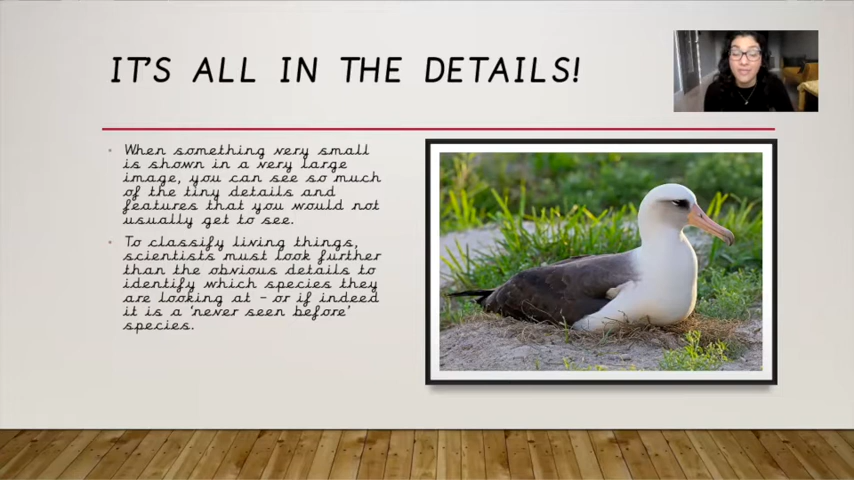 IT'S ALL IN THE DETAILS!
When something very small
is shown in a very large
image, you can see so much
of the tiny details and
features that you would not
usually get to see.
To classify living things,
scientists must look further
than the obvious details to
identify which species they
are looking at – or if indeed
it is a 'never seen before'
species.